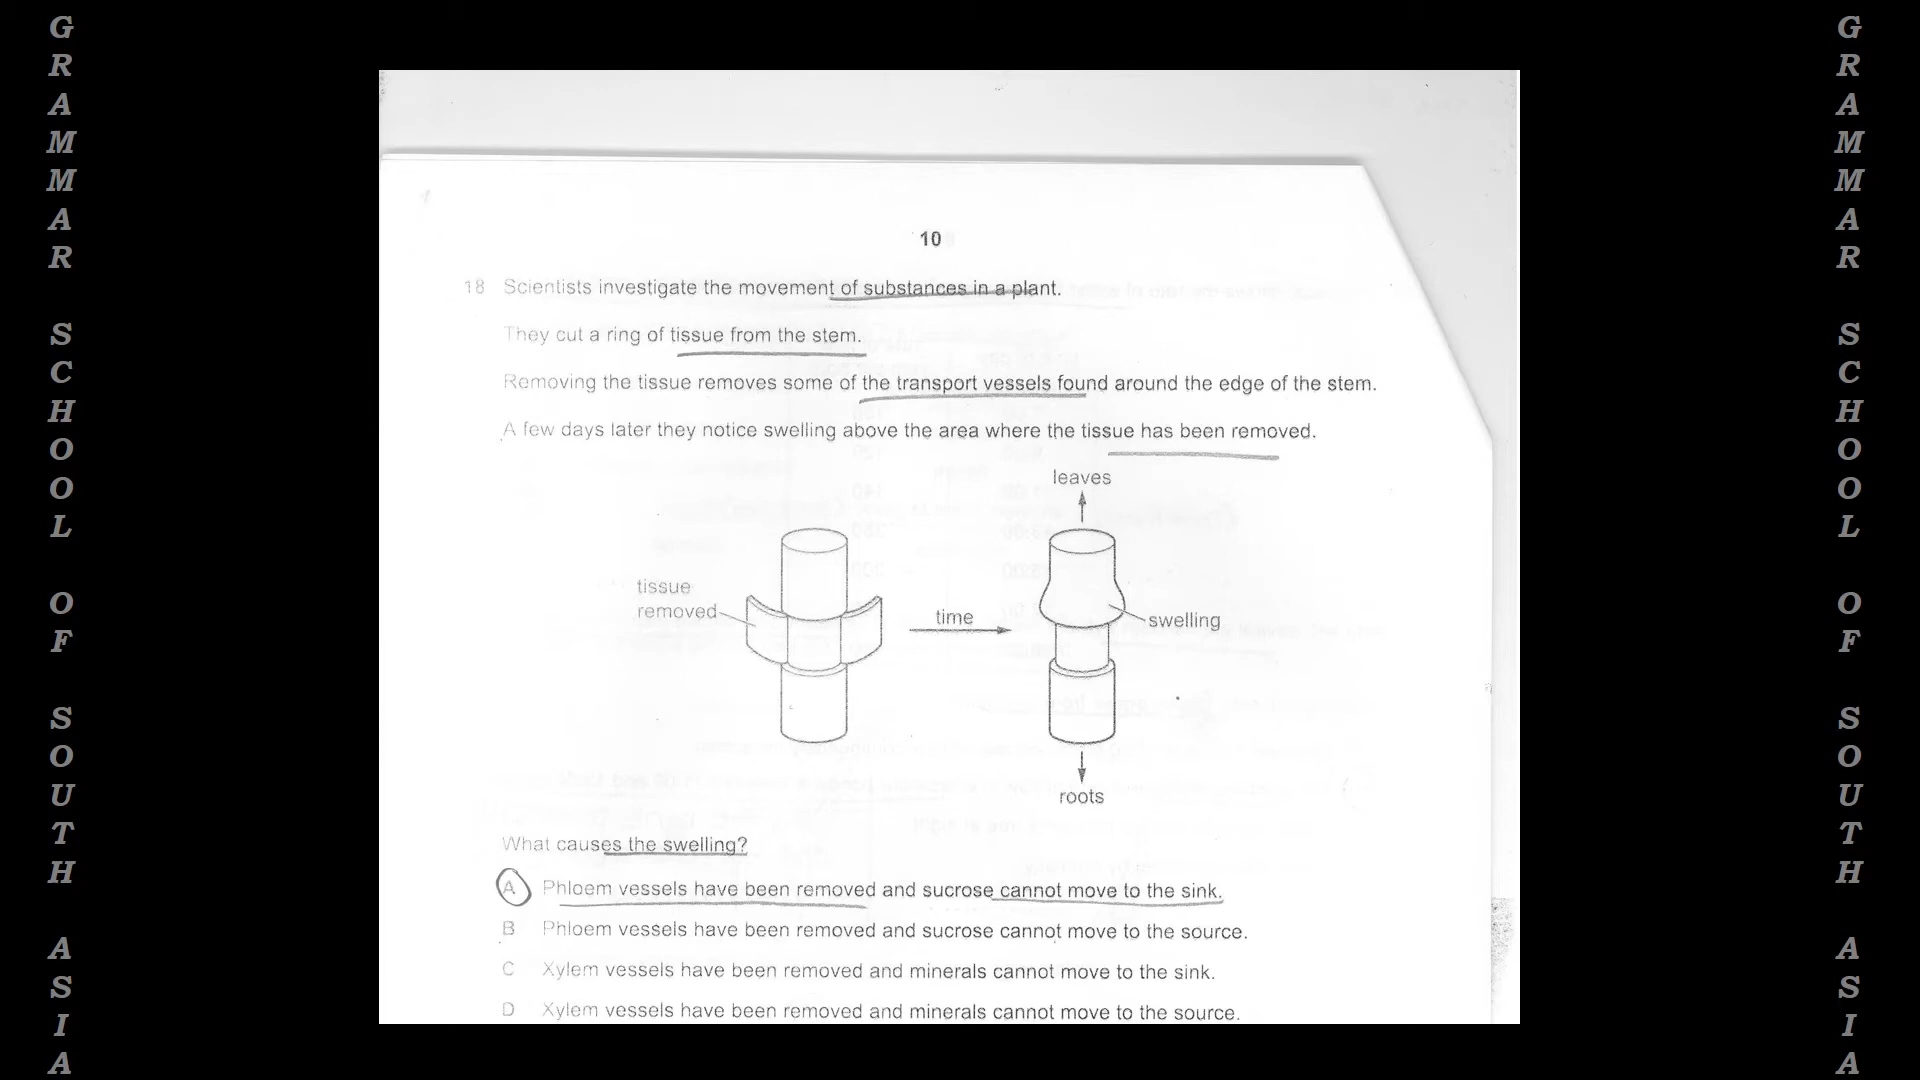 GRAMMAR SCHOOL OF SOUTH ASIA
10
18 Scientists investigate the movement of substances in a plant.
They cut a ring of tissue from the stem.
Removing the tissue removes some of the transport vessels found around the edge of the stem.
A few days later they notice swelling above the area where the tissue has been removed.
leaves
tissue
removed
time
swelling
roots
What causes the swelling?
A Phloem vessels have been removed and sucrose cannot move to the sink.
B Phloem vessels have been removed and sucrose cannot move to the source.
C Xylem vessels have been removed and minerals cannot move to the sink.
D Xylem vessels have been removed and minerals cannot move to the source.
GRAMMAR SCHOOL OF SOUTH ASIA